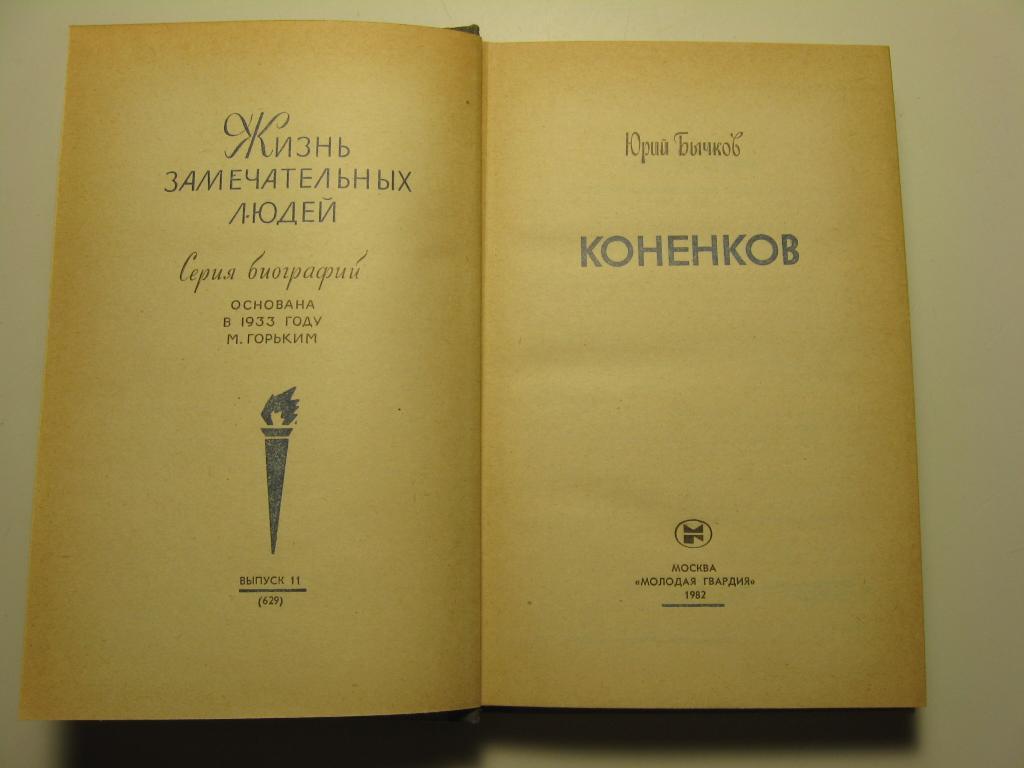 Жизнь
ЗАМЕЧАТЕЛЬНЫХ
ЛЮДЕЙ
Серия биографий
ОСНОВАНА
В 1933 ГОДУ
М. ГОРЬКИМ
ВЫПУСК 11
(629)
Юрий Бычков
КОНЕНКОВ
МОСКВА
«МОЛОДАЯ ГВАРДИЯ»
1982